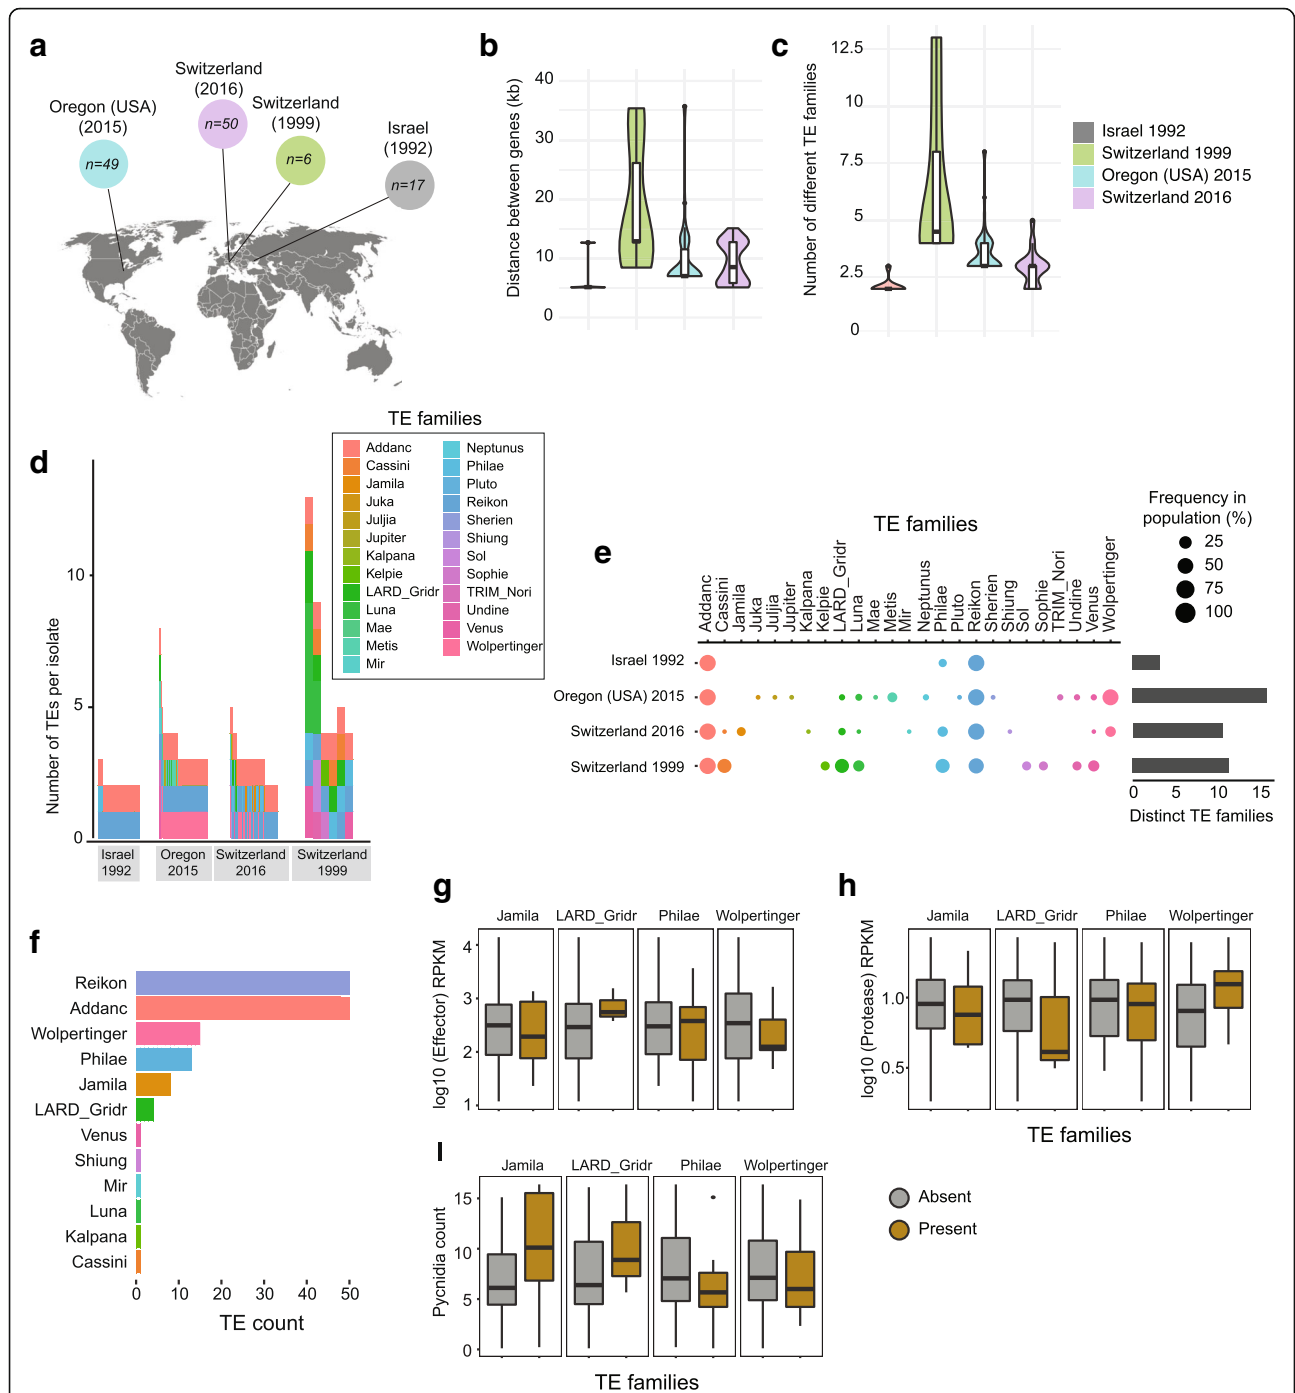 a
Switzerland
(2016)
Oregon (USA)
(2015)
Switzerland
(1999)
Israel
(1992)
n=50
n=49
n=6
n=17
b
Distance between genes (kb)
40
30
20
10
0
c
Number of different TE families
12.5
10
7.5
5
2.5
0
Israel 1992
Switzerland 1999
Oregon (USA) 2015
Switzerland 2016
d
TE families
Addanc
Cassini
Jamila
Juka
Juljia
Jupiter
Kalpana
Kelpie
LARD_Gridr
Luna
Mae
Metis
Mir
Neptunus
Philae
Pluto
Reikon
Sherien
Shiung
Sol
Sophie
TRIM_Nori
Undine
Venus
Wolpertinger
Number of TEs per isolate
10
5
0
Israel
1992
Oregon
2015
Switzerland
2016
Switzerland
1999
e
TE families
Addanc
Cassini
Jamila
Juka
Juljia
Jupiter
Kalpana
Kelpie
LARD_Gridr
Luna
Mae
Metis
Mir
Neptunus
Philae
Pluto
Reikon
Sherien
Shiung
Sol
Sophie
TRIM_Nori
Undine
Venus
Wolpertinger
Israel 1992
Oregon (USA) 2015
Switzerland 2016
Switzerland 1999
Frequency in
population (%)
25
50
75
100
0 5 10 15
Distinct TE families
f
Reikon
Addanc
Wolpertinger
Philae
Jamila
LARD_Gridr
Venus
Shiung
Mir
Luna
Kalpana
Cassini
0 10 20 30 40 50
TE count
g
Jamila LARD_Gridr Philae Wolpertinger
log10 (Effector) RPKM
4
3
2
1
h
Jamila LARD_Gridr Philae Wolpertinger
log10 (Protease) RPKM
1.0
0.5
TE families
I
Jamila LARD_Gridr Philae Wolpertinger
Pycnidia count
15
10
5
0
TE families
Absent
Present